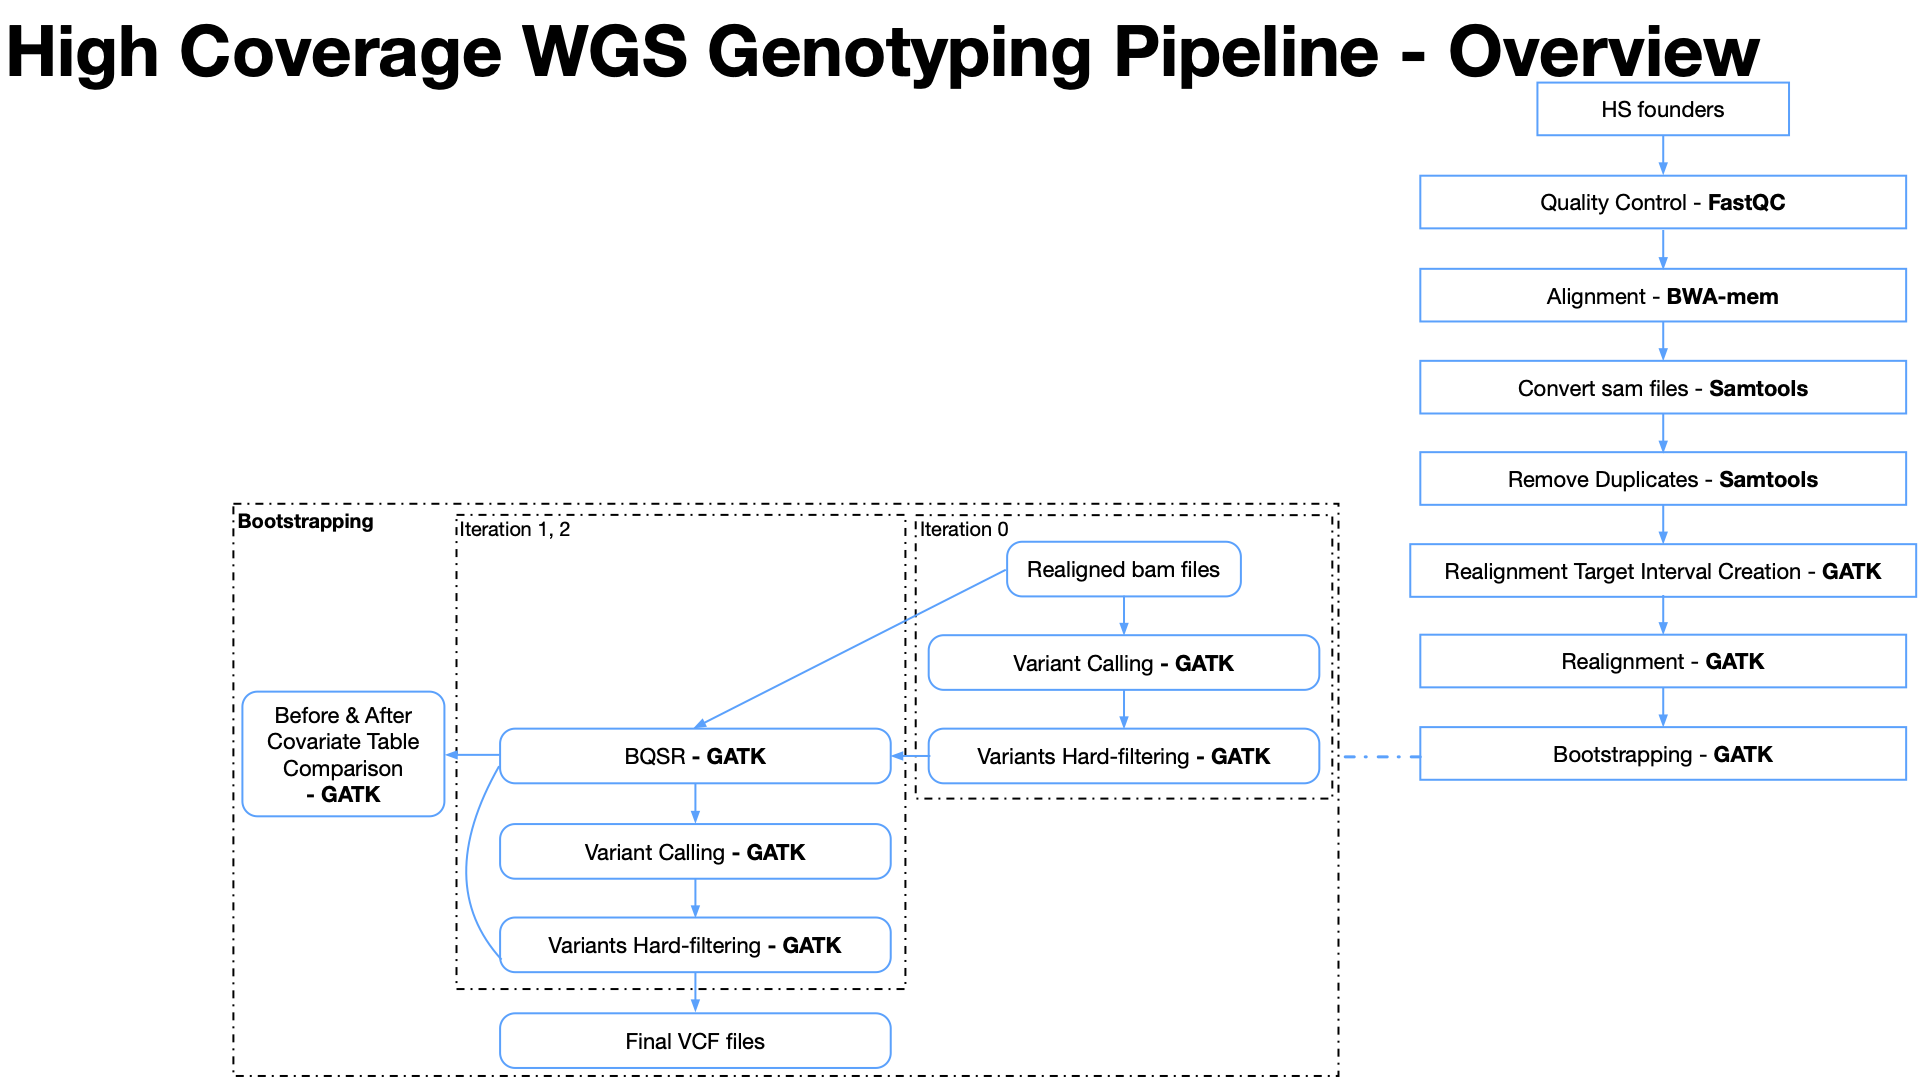 High Coverage WGS Genotyping Pipeline - Overview
HS founders
Quality Control - FastQC
Alignment - BWA-mem
Convert sam files - Samtools
Remove Duplicates - Samtools
Realignment Target Interval Creation - GATK
Realignment - GATK
Bootstrapping - GATK
Bootstrapping
Iteration 0
Realigned bam files
Variant Calling - GATK
Variants Hard-filtering - GATK
Iteration 1, 2
BQSR - GATK
Variant Calling - GATK
Variants Hard-filtering - GATK
Before & After
Covariate Table
Comparison
- GATK
Final VCF files